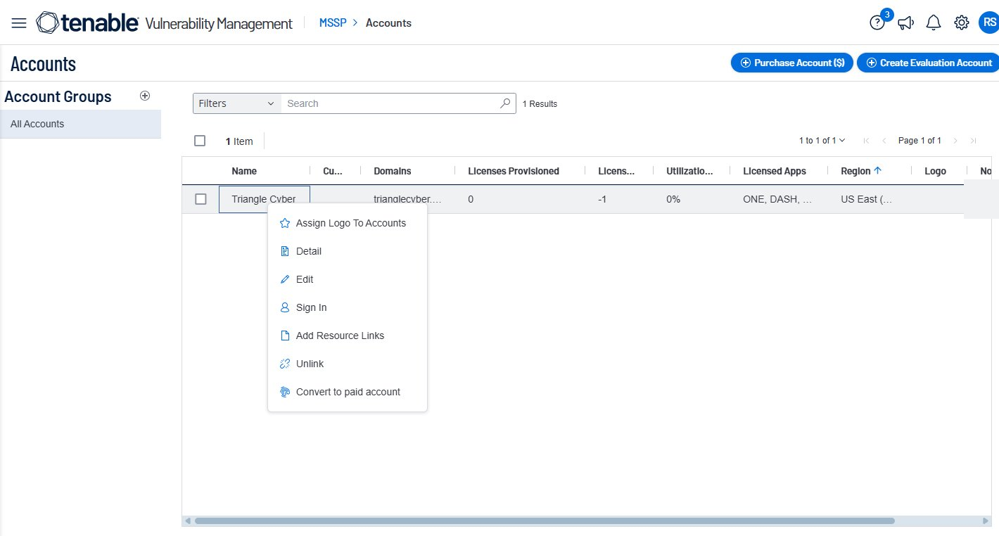 tenable Vulnerability Management MSSP > Accounts 3 RS
Accounts Purchase Account ($) Create Evaluation Account
Account Groups
All Accounts
Filters Search 1 Results
1 Item 1 to 1 of 1 Page 1 of 1
Name Cu... Domains Licenses Provisioned Licens... Utilizatio... Licensed Apps Region Logo No
Triangle Cyber trianglecyber.... 0 -1 0% ONE, DASH, ... US East (...
Assign Logo To Accounts
Detail
Edit
Sign In
Add Resource Links
Unlink
Convert to paid account